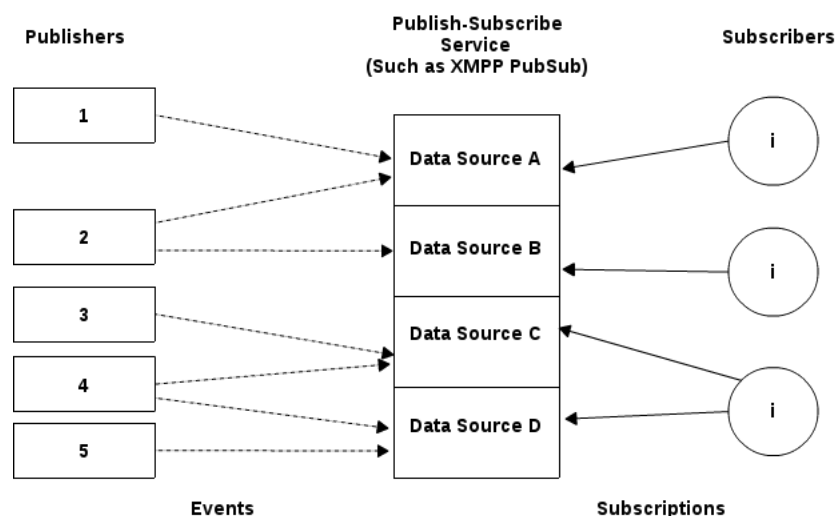 Publishers
Publish-Subscribe
Service
(Such as XMPP PubSub)
Subscribers
1
2
3
4
5
Data Source A
Data Source B
Data Source C
Data Source D
i
i
i
Events
Subscriptions